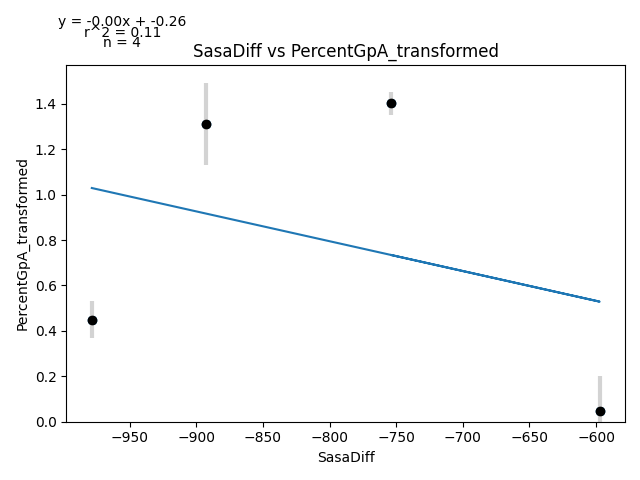 y = -0.00x + -0.26
r^2 = 0.11
n = 4
SasaDiff vs PercentGpA_transformed
PercentGpA_transformed
1.4
1.2
1.0
0.8
0.6
0.4
0.2
0.0
−950 −900 −850 −800 −750 −700 −650 −600
SasaDiff